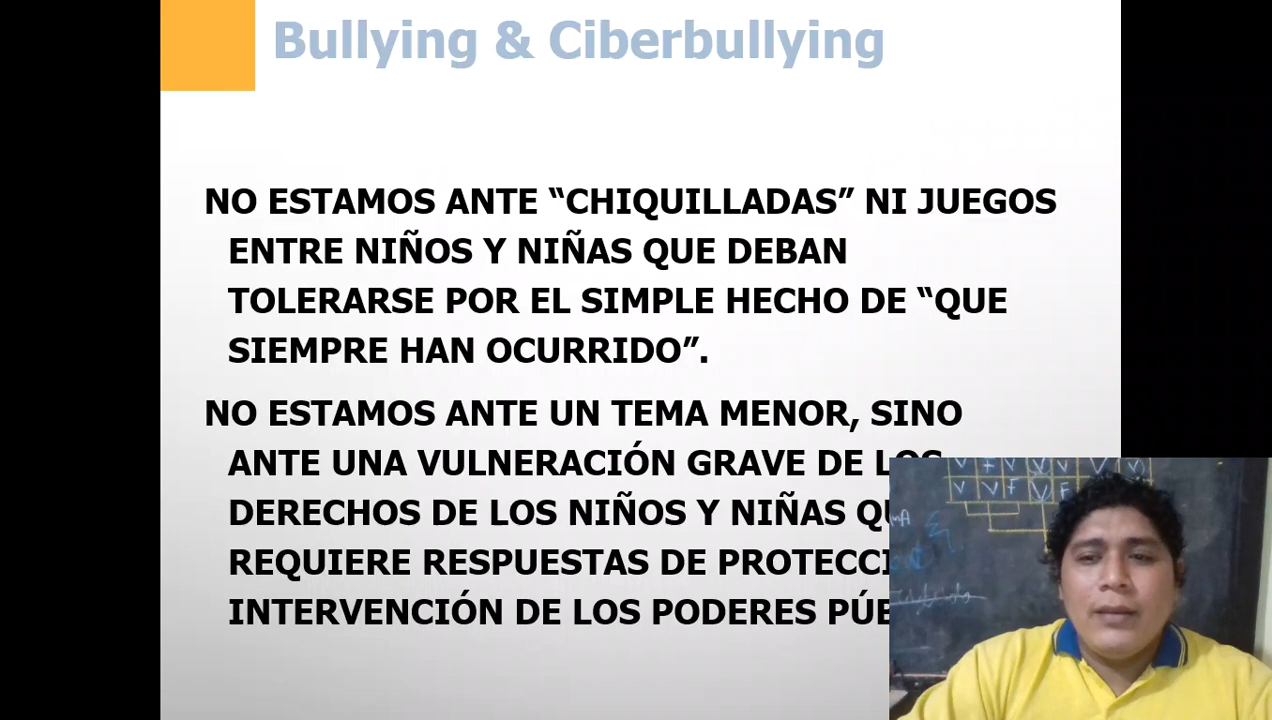 Bullying & Ciberbullying
NO ESTAMOS ANTE “CHIQUILLADAS” NI JUEGOS
ENTRE NIÑOS Y NIÑAS QUE DEBAN
TOLERARSE POR EL SIMPLE HECHO DE “QUE
SIEMPRE HAN OCURRIDO”.
NO ESTAMOS ANTE UN TEMA MENOR, SINO
ANTE UNA VULNERACIÓN GRAVE DE LOS
DERECHOS DE LOS NIÑOS Y NIÑAS
REQUIERE RESPUESTAS DE
INTERVENCIÓN DE LOS PODERES
V F V V V V V
V V F V F